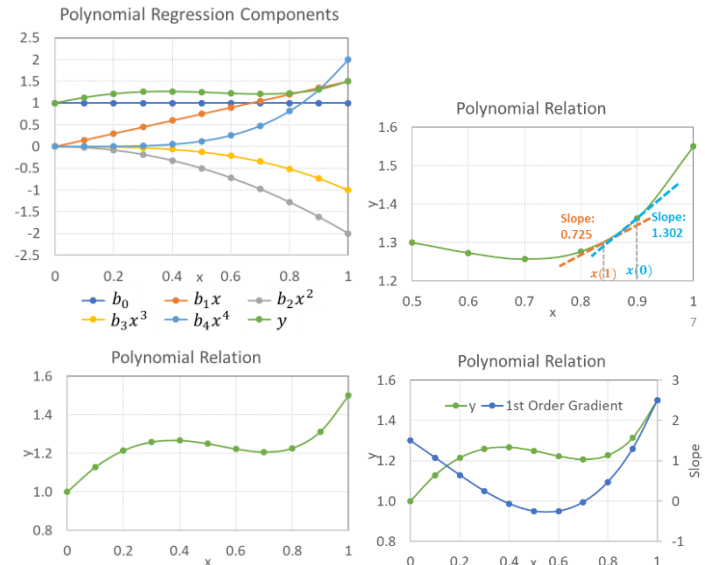 Polynomial Regression Components
2.5
2
1.5
1
0.5
0
-0.5
-1
-1.5
-2
-2.5
0 0.2 0.4 0.6 0.8 1
x
b₀ b₁x b₂x²
b₃x³ b₄x⁴ y
Polynomial Relation
1.6
1.5
1.4
1.3
1.2
y
Slope:
0.725
Slope:
1.302
x(1) x(0)
0.5 0.6 0.7 0.8 0.9 1
x
7
Polynomial Relation
1.6
1.4
1.2
1.0
0.8
y
0 0.2 0.4 0.6 0.8 1
x
Polynomial Relation
y 1st Order Gradient
1.6
1.4
1.2
1.0
0.8
y
3
2
1
0
-1
Slope
0 0.2 0.4 0.6 0.8 1
x